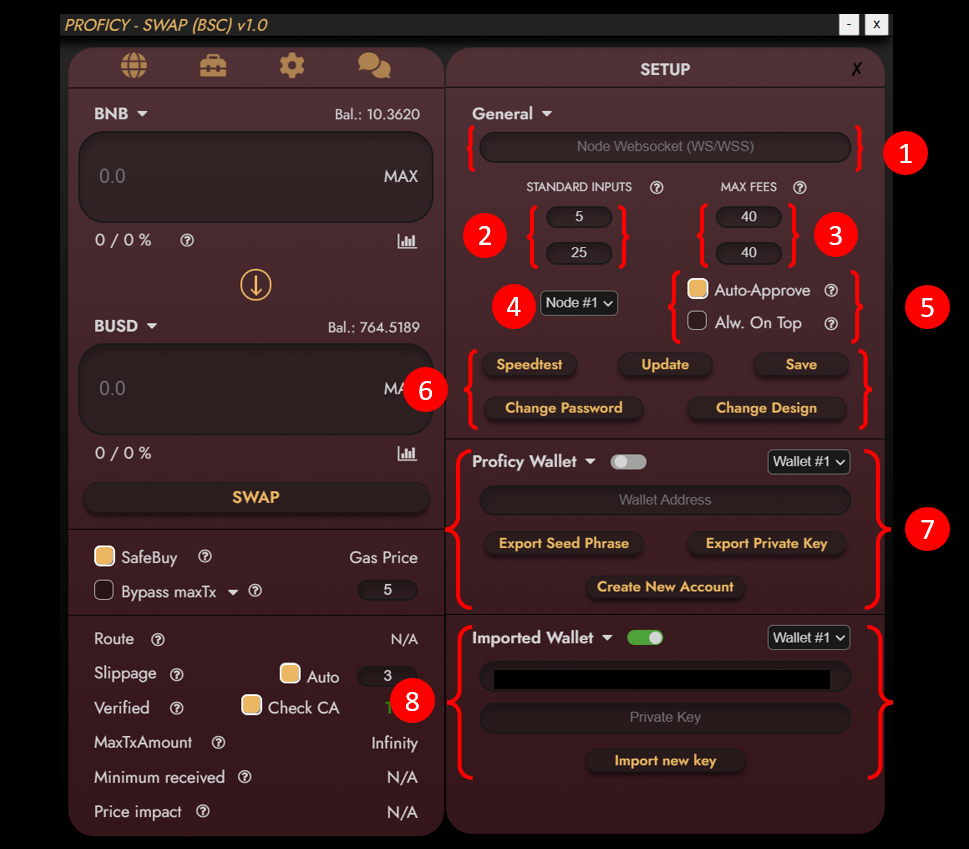 PROFICY - SWAP (BSC) v1.0
- x
BNB
Bal.: 10.3620
0.0
MAX
0 / 0 %
?
BUSD
Bal.: 764.5189
0.0
0 / 0 %
SWAP
SafeBuy ?
Gas Price
Bypass maxTx ?
5
Route ?
N/A
Slippage ?
Auto
3
Verified ?
Check CA
MaxTxAmount ?
Infinity
Minimum received ?
N/A
Price impact ?
N/A
SETUP
X
General
Node Websocket (WS/WSS)
1
STANDARD INPUTS ?
MAX FEES ?
2
5
25
40
40
3
4
Node #1
Auto-Approve ?
Alw. On Top ?
5
6
Speedtest
Update
Save
Change Password
Change Design
Proficy Wallet
Wallet #1
Wallet Address
Export Seed Phrase
Export Private Key
Create New Account
7
Imported Wallet
Wallet #1
Private Key
Import new key
8